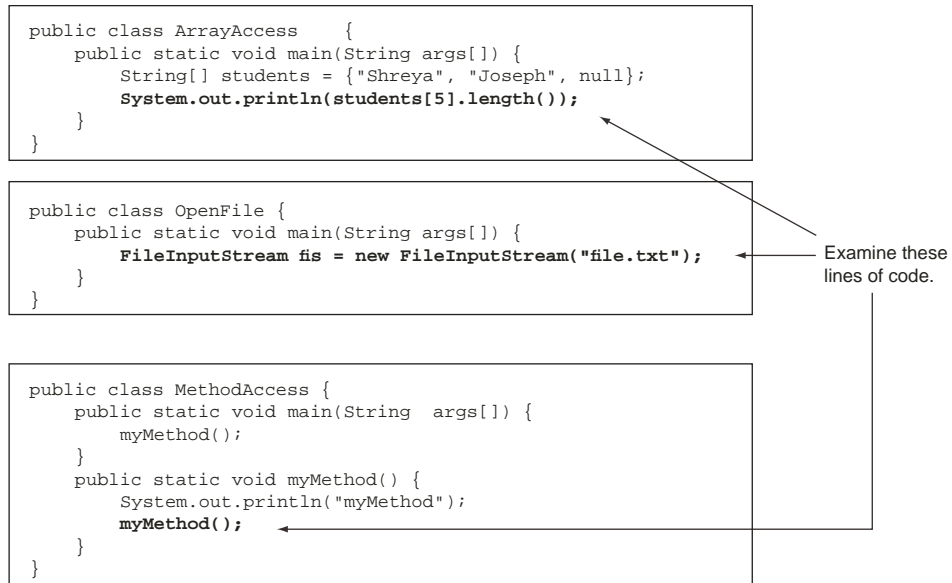 public class ArrayAccess    {
    public static void main(String args[]) {
        String[] students = {"Shreya", "Joseph", null};
        System.out.println(students[5].length());
    }
}
public class OpenFile {
    public static void main(String args[]) {
        FileInputStream fis = new FileInputStream("file.txt");
    }
}
Examine these
lines of code.
public class MethodAccess {
    public static void main(String  args[]) {
        myMethod();
    }
    public static void myMethod() {
        System.out.println("myMethod");
        myMethod();
    }
}